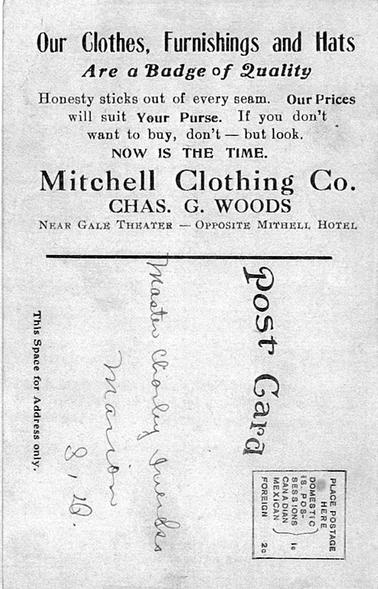 Our Clothes, Furnishings and Hats
Are a Badge of Quality
Honesty sticks out of every seam. Our Prices
will suit Your Purse. If you don't
want to buy, don't — but look.
NOW IS THE TIME.
Mitchell Clothing Co.
CHAS. G. WOODS
NEAR GALE THEATER — OPPOSITE MITHELL HOTEL
Post Card
PLACE POSTAGE
HERE
DOMESTIC
IS. POS-
SESSIONS 1c
CANADIAN
MEXICAN
FOREIGN 2c
Master Charley
Marion
This Space for Address only.